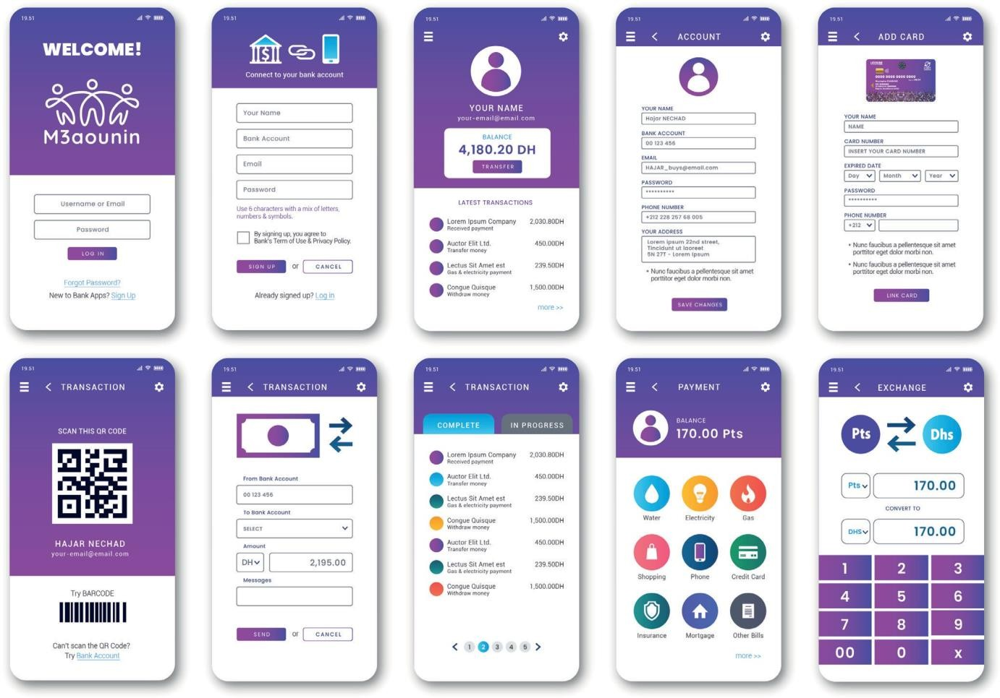 19.51
WELCOME!
M3aounin
Username or Email
Password
LOG IN
Forgot Password?
New to Bank Apps? Sign Up
19.51
$
Connect to your bank account
Your Name
Bank Account
Email
Password
Use 6 characters with a mix of letters,
numbers & symbols.
By signing up, you agree to
Bank's Term of Use & Privacy Policy.
SIGN UP or CANCEL
Already signed up? Log in
19.51
YOUR NAME
your-email@email.com
BALANCE
4,180.20 DH
TRANSFER
LATEST TRANSACTIONS
Lorem Ipsum Company 2,030.80DH
Received payment
Auctor Elit Ltd. 450.00DH
Transfer money
Lectus Sit Amet est 239.50DH
Gas & electricity payment
Congue Quisque 1,500.00DH
Withdraw money
more >>
19.51
< ACCOUNT
YOUR NAME
Hajar NECHAD
BANK ACCOUNT
00 123 456
EMAIL
HAJAR_buys@email.com
PASSWORD
**********
PHONE NUMBER
+212 228 257 68 005
YOUR ADDRESS
Lorem ipsum 22nd street,
Tincidunt ut laoreet
5N 27T - Lorem Ipsum
* Nunc faucibus a pellentesque sit amet
porttitor eget dolor morbi non.
SAVE CHANGES
19.51
< ADD CARD
0000 0000 0000 0000
YOUR NAME
NAME
CARD NUMBER
INSERT YOUR CARD NUMBER
EXPIRED DATE
Day Month Year
PASSWORD
**********
PHONE NUMBER
+212
* Nunc faucibus a pellentesque sit amet
porttitor eget dolor morbi non.
* Nunc faucibus a pellentesque sit amet
porttitor eget dolor morbi non.
LINK CARD
19.51
< TRANSACTION
SCAN THIS QR CODE
HAJAR NECHAD
your-email@email.com
Try BARCODE
Can't scan the QR Code?
Try Bank Account
19.51
< TRANSACTION
From Bank Account
00 123 456
To Bank Account
SELECT
Amount
DH 2,195.00
Messages
SEND or CANCEL
19.51
< TRANSACTION
COMPLETE IN PROGRESS
Lorem Ipsum Company 2,030.80DH
Received payment
Auctor Elit Ltd. 450.00DH
Transfer money
Lectus Sit Amet est 239.50DH
Gas & electricity payment
Congue Quisque 1,500.00DH
Withdraw money
Auctor Elit Ltd. 450.00DH
Transfer money
Lectus Sit Amet est 239.50DH
Gas & electricity payment
Congue Quisque 1,500.00DH
Withdraw money
< 1 2 3 4 5 >
19.51
< PAYMENT
BALANCE
170.00 Pts
Water Electricity Gas
Shopping Phone Credit Card
Insurance Mortgage Other Bills
more >>
19.51
< EXCHANGE
Pts Dhs
Pts 170.00
CONVERT TO
DHS 170.00
1 2 3
4 5 6
7 8 9
00 0 x